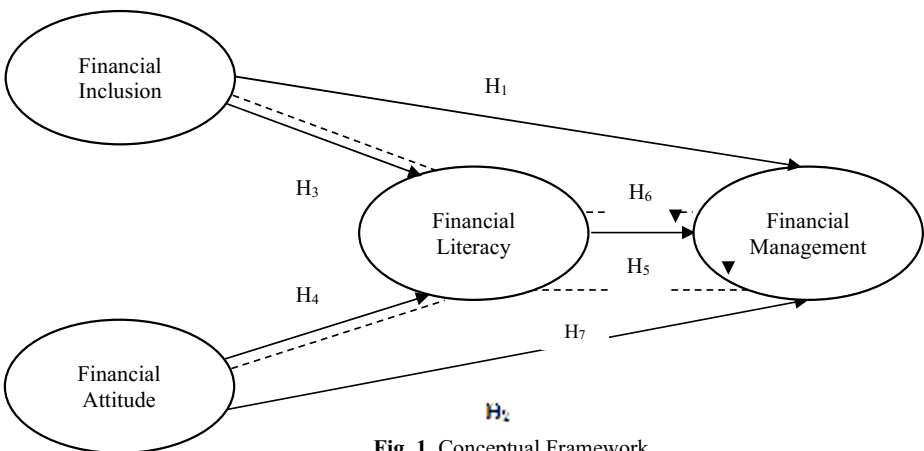 Financial
Inclusion
H₁
H₃
H₆
Financial
Literacy
Financial
Management
H₅
H₄
H₇
Financial
Attitude
H₂
Fig. 1. Conceptual Framework